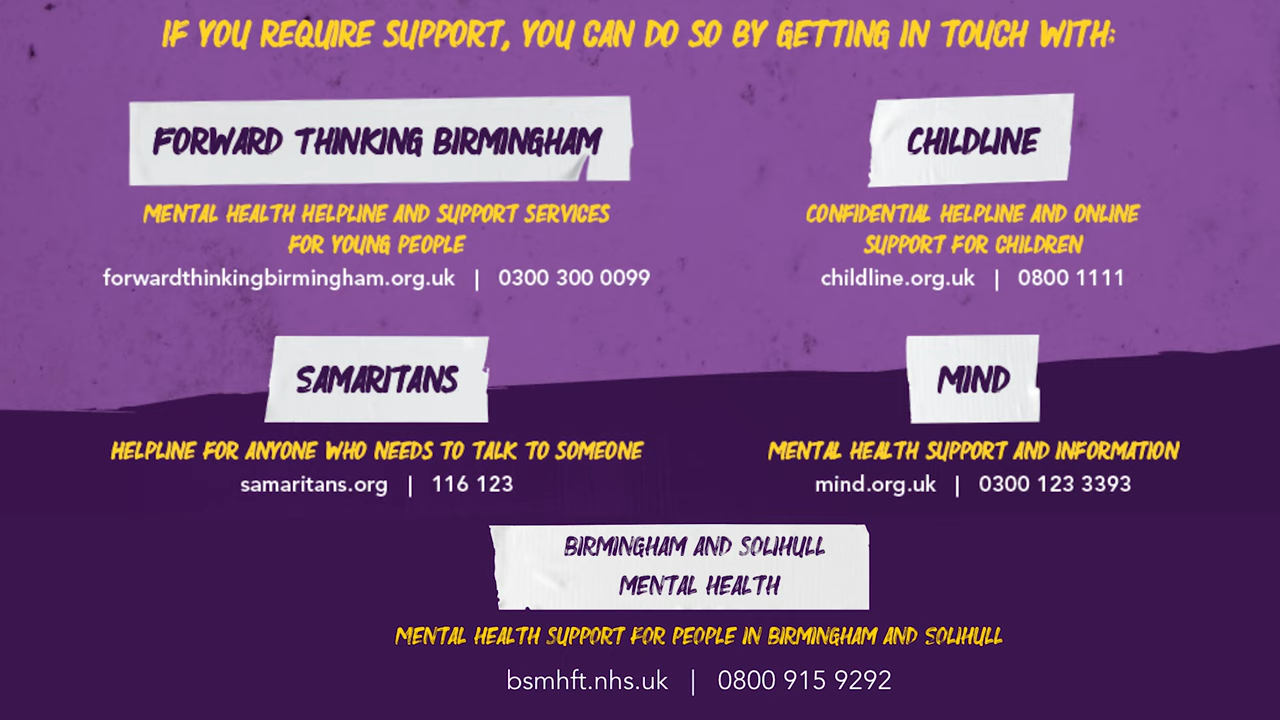 IF YOU REQUIRE SUPPORT, YOU CAN DO SO BY GETTING IN TOUCH WITH:
FORWARD THINKING BIRMINGHAM
MENTAL HEALTH HELPLINE AND SUPPORT SERVICES
FOR YOUNG PEOPLE
forwardthinkingbirmingham.org.uk | 0300 300 0099
CHILDLINE
CONFIDENTIAL HELPLINE AND ONLINE
SUPPORT FOR CHILDREN
childline.org.uk | 0800 1111
SAMARITANS
HELPLINE FOR ANYONE WHO NEEDS TO TALK TO SOMEONE
samaritans.org | 116 123
MIND
MENTAL HEALTH SUPPORT AND INFORMATION
mind.org.uk | 0300 123 3393
BIRMINGHAM AND SOLIHULL
MENTAL HEALTH
MENTAL HEALTH SUPPORT FOR PEOPLE IN BIRMINGHAM AND SOLIHULL
bsmhft.nhs.uk | 0800 915 9292